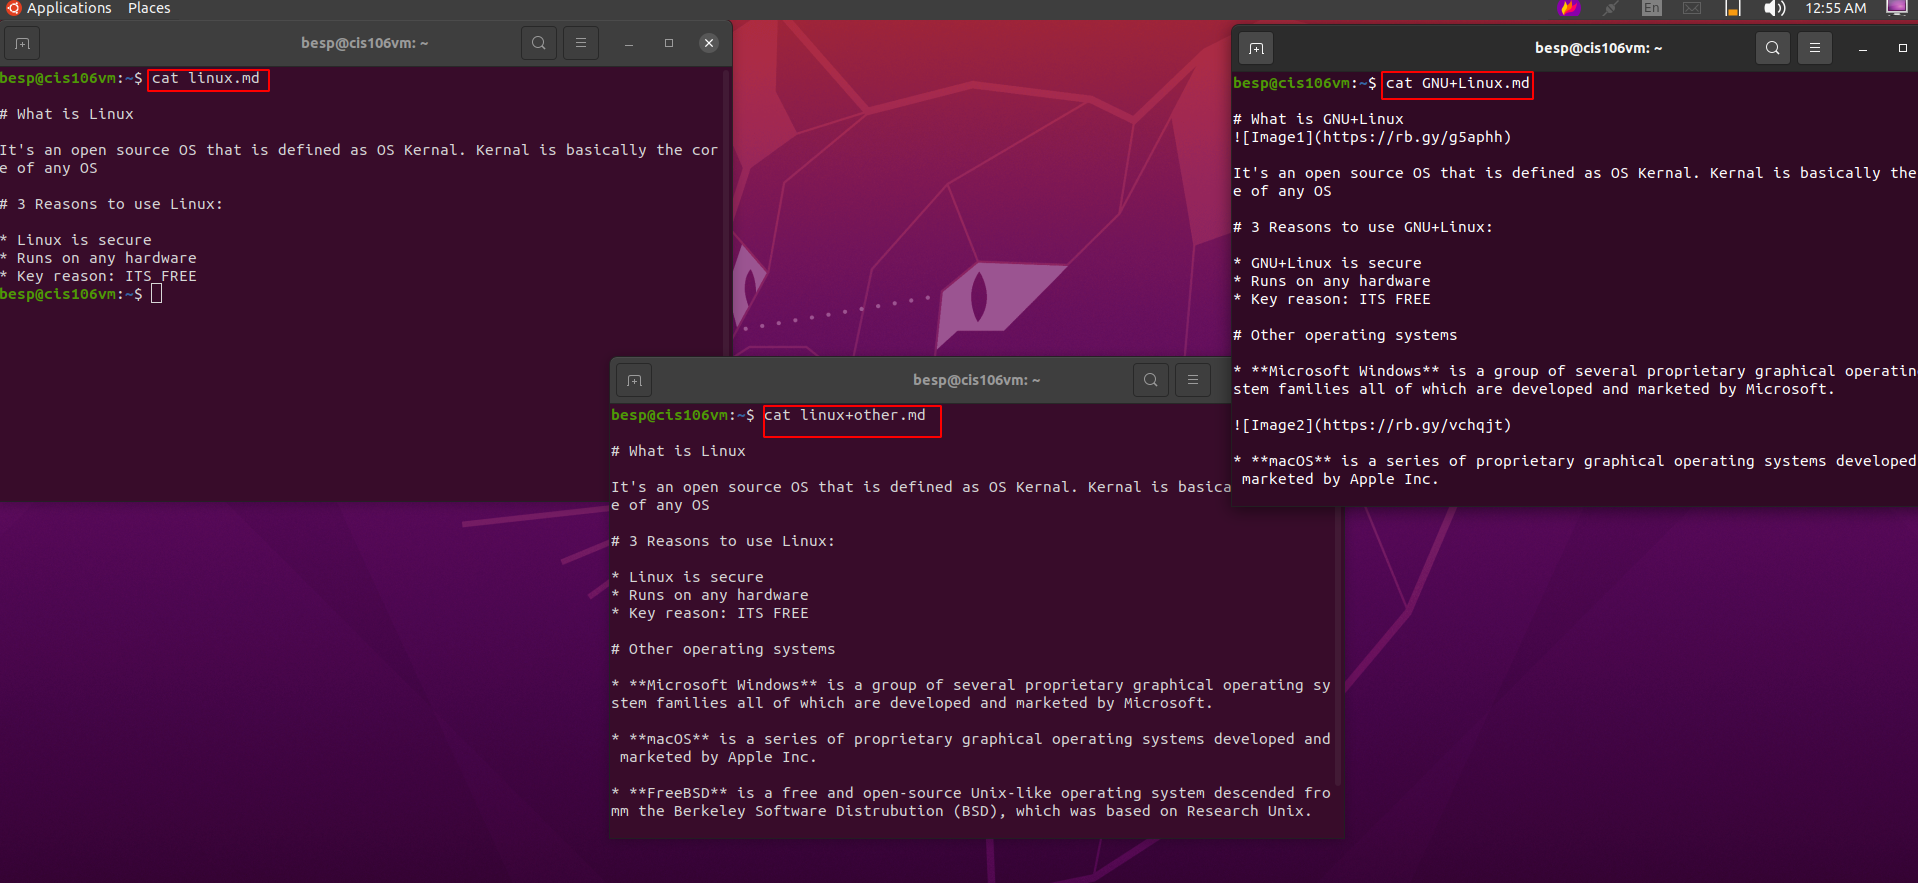 Applications Places
En
12:55 AM
besp@cis106vm: ~
besp@cis106vm:~$ cat linux.md
# What is Linux
It's an open source OS that is defined as OS Kernal. Kernal is basically the cor
e of any OS
# 3 Reasons to use Linux:
* Linux is secure
* Runs on any hardware
* Key reason: ITS FREE
besp@cis106vm:~$
besp@cis106vm: ~
besp@cis106vm:~$ cat linux+other.md
# What is Linux
It's an open source OS that is defined as OS Kernal. Kernal is basica
e of any OS
# 3 Reasons to use Linux:
* Linux is secure
* Runs on any hardware
* Key reason: ITS FREE
# Other operating systems
* **Microsoft Windows** is a group of several proprietary graphical operating sy
stem families all of which are developed and marketed by Microsoft.
* **macOS** is a series of proprietary graphical operating systems developed and
marketed by Apple Inc.
* **FreeBSD** is a free and open-source Unix-like operating system descended fro
mm the Berkeley Software Distrubution (BSD), which was based on Research Unix.
besp@cis106vm: ~
besp@cis106vm:~$ cat GNU+Linux.md
# What is GNU+Linux
![Image1](https://rb.gy/g5aphh)
It's an open source OS that is defined as OS Kernal. Kernal is basically the
e of any OS
# 3 Reasons to use GNU+Linux:
* GNU+Linux is secure
* Runs on any hardware
* Key reason: ITS FREE
# Other operating systems
* **Microsoft Windows** is a group of several proprietary graphical operatin
stem families all of which are developed and marketed by Microsoft.
![Image2](https://rb.gy/vchqjt)
* **macOS** is a series of proprietary graphical operating systems developed
marketed by Apple Inc.